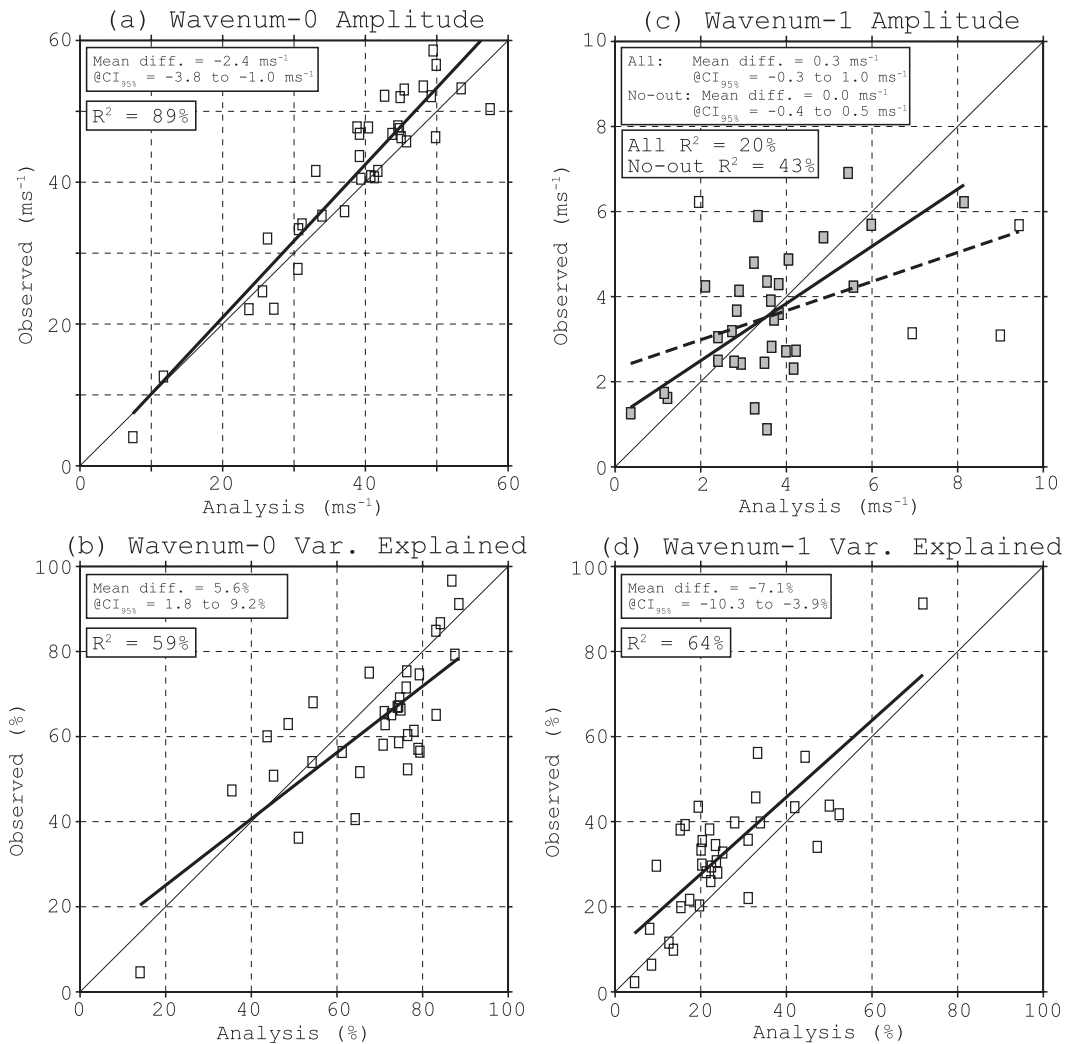 (a) Wavenum-0 Amplitude
60
40
20
0
Mean diff. = -2.4 ms⁻¹
@CI₉₅% = -3.8 to -1.0 ms⁻¹
R² = 89%
Observed (ms⁻¹)
0 20 40 60
Analysis (ms⁻¹)
(c) Wavenum-1 Amplitude
10
8
6
4
2
0
All: Mean diff. = 0.3 ms⁻¹
@CI₉₅% = -0.3 to 1.0 ms⁻¹
No-out: Mean diff. = 0.0 ms⁻¹
@CI₉₅% = -0.4 to 0.5 ms⁻¹
All R² = 20%
No-out R² = 43%
Observed (ms⁻¹)
0 2 4 6 8 10
Analysis (ms⁻¹)
(b) Wavenum-0 Var. Explained
100
80
60
40
20
0
Mean diff. = 5.6%
@CI₉₅% = 1.8 to 9.2%
R² = 59%
Observed (%)
0 20 40 60 80 100
Analysis (%)
(d) Wavenum-1 Var. Explained
100
80
60
40
20
0
Mean diff. = -7.1%
@CI₉₅% = -10.3 to -3.9%
R² = 64%
Observed (%)
0 20 40 60 80 100
Analysis (%)